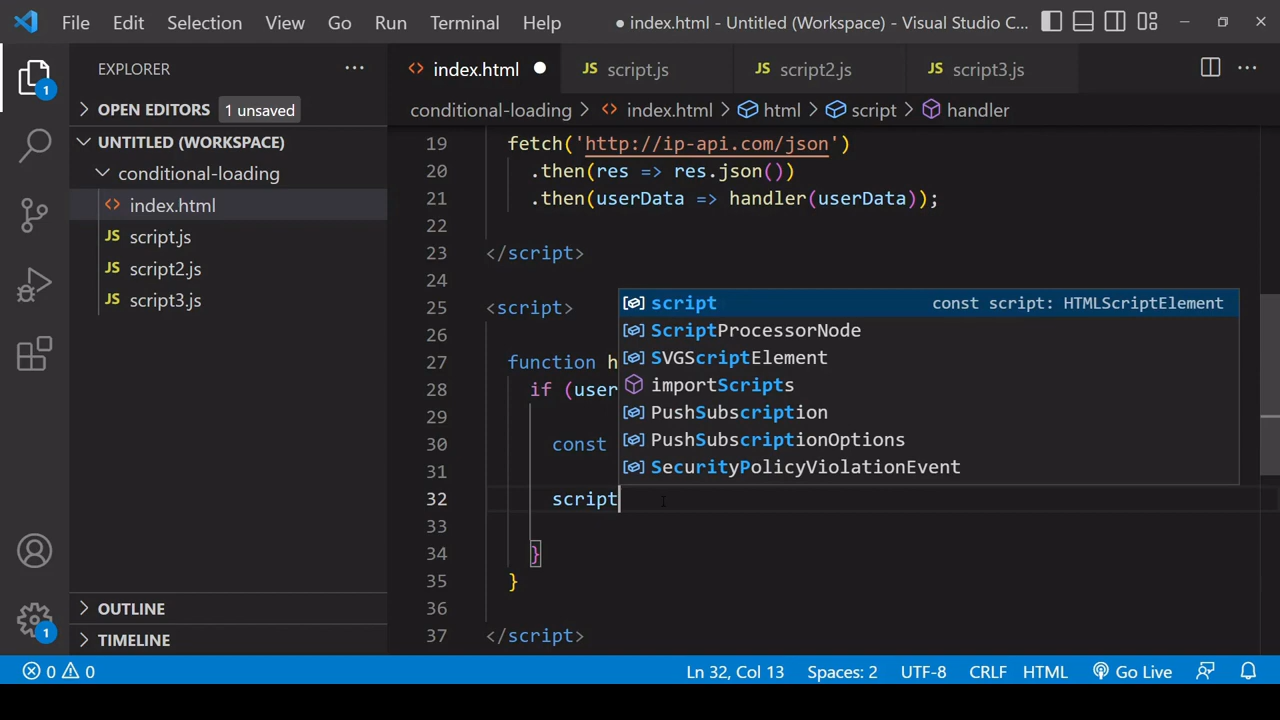 File Edit Selection View Go Run Terminal Help ● index.html - Untitled (Workspace) - Visual Studio C...
EXPLORER ...
index.html ● JS script.js JS script2.js JS script3.js ...
OPEN EDITORS 1 unsaved
conditional-loading > index.html > html > script > handler
UNTITLED (WORKSPACE)
conditional-loading
index.html
JS script.js
JS script2.js
JS script3.js
1
1
OUTLINE
TIMELINE
19 fetch('http://ip-api.com/json')
20 .then(res => res.json())
21 .then(userData => handler(userData));
22
23 </script>
24
25 <script>
26
27 function h
28 if (user
29
30 const
31
32 script
33
34 }
35 }
36
37 </script>
script const script: HTMLScriptElement
ScriptProcessorNode
SVGScriptElement
importScripts
PushSubscription
PushSubscriptionOptions
SecurityPolicyViolationEvent
0 0 Ln 32, Col 13 Spaces: 2 UTF-8 CRLF HTML Go Live